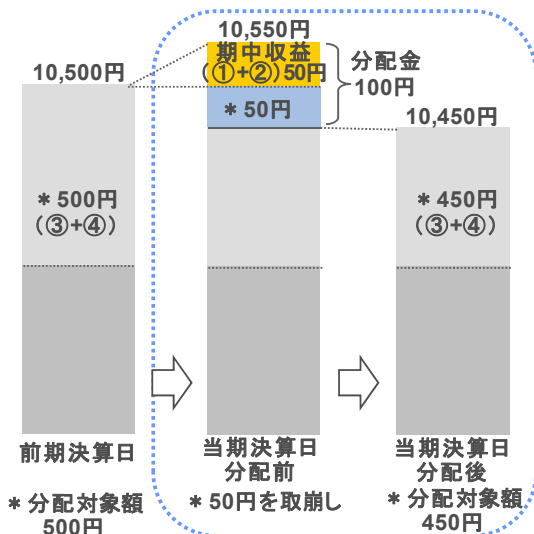 10,500円
＊500円
（③+④）
前期決算日
＊分配対象額
500円
10,550円
期中収益
（①+②）50円
＊50円
分配金
100円
当期決算日
分配前
＊50円を取崩し
10,450円
＊450円
（③+④）
当期決算日
分配後
＊分配対象額
450円